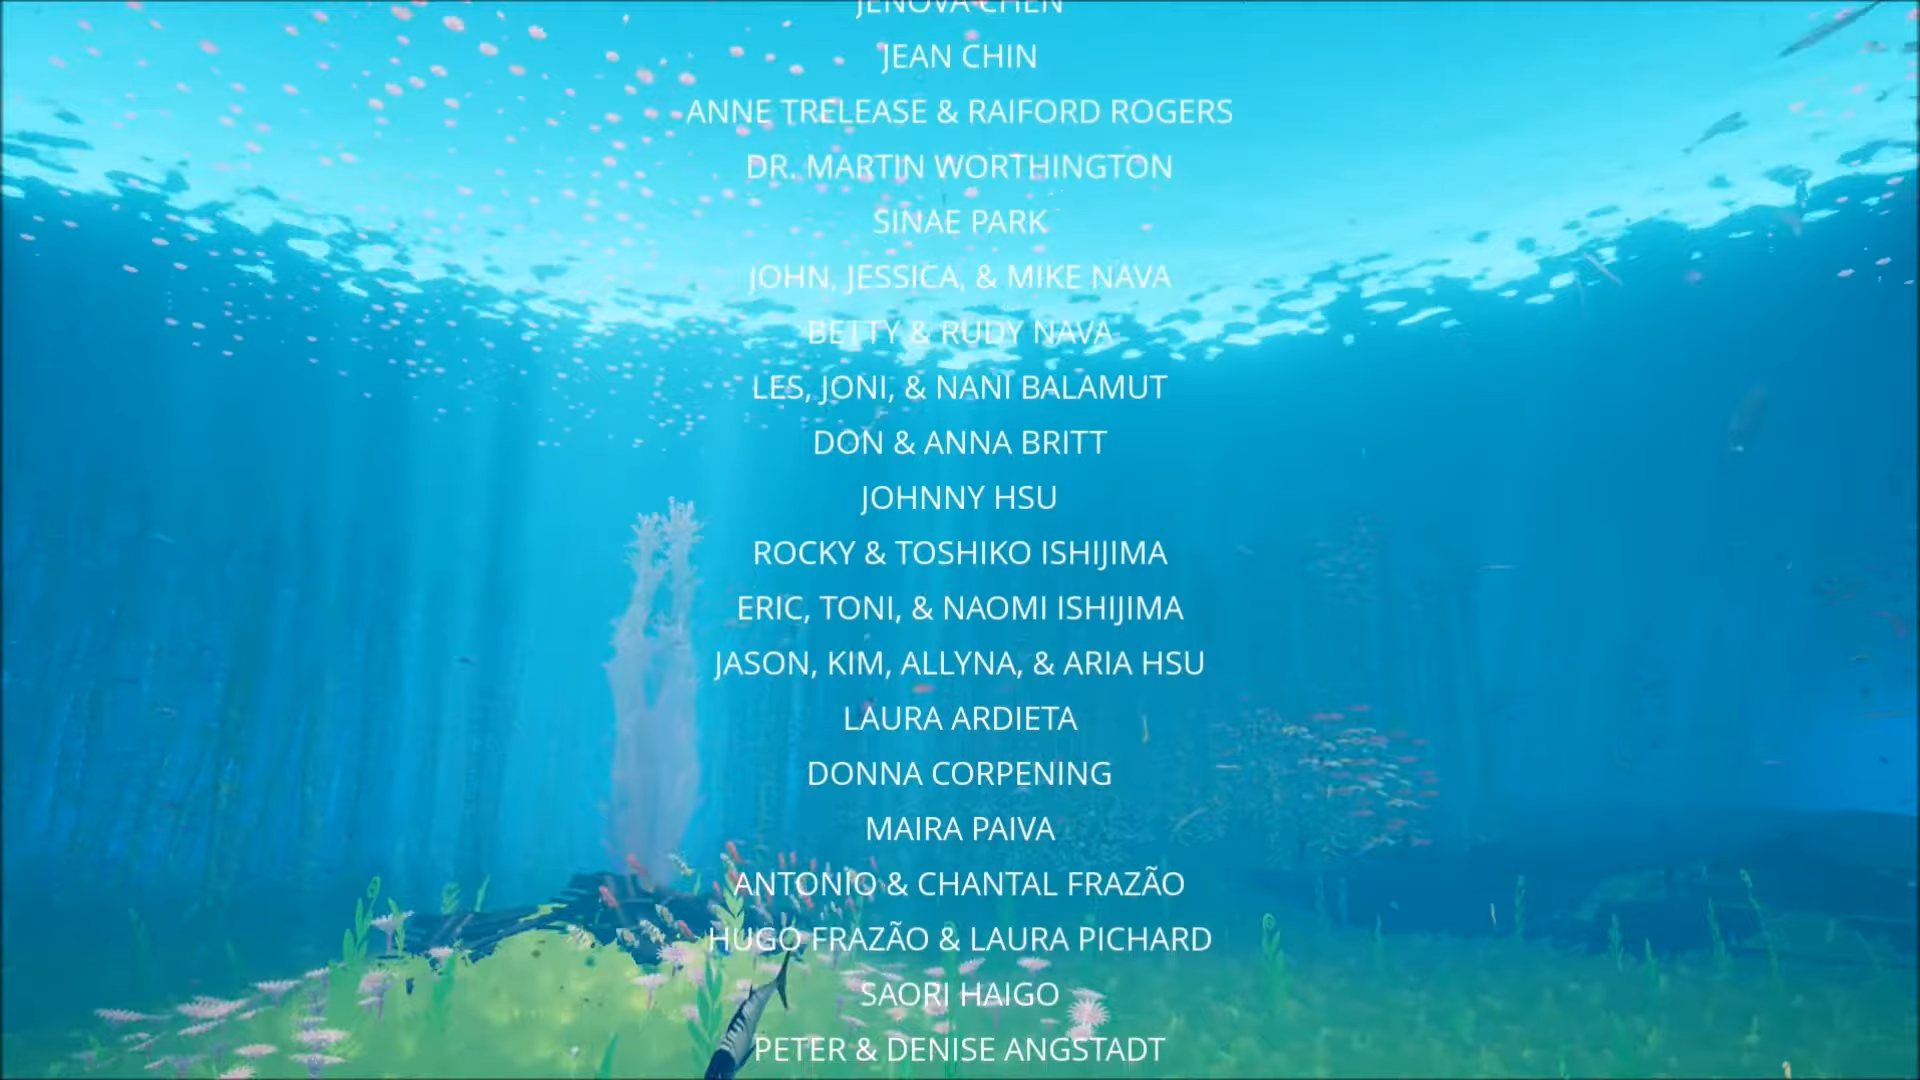 JENOVA CHEN
JEAN CHIN
ANNE TRELEASE & RAIFORD ROGERS
DR. MARTIN WORTHINGTON
SINAE PARK
JOHN, JESSICA, & MIKE NAVA
BETTY & RUDY NAVA
LES, JONI, & NANI BALAMUT
DON & ANNA BRITT
JOHNNY HSU
ROCKY & TOSHIKO ISHIJIMA
ERIC, TONI, & NAOMI ISHIJIMA
JASON, KIM, ALLYNA, & ARIA HSU
LAURA ARDIETA
DONNA CORPENING
MAIRA PAIVA
ANTONIO & CHANTAL FRAZÃO
HUGO FRAZÃO & LAURA PICHARD
SAORI HAIGO
PETER & DENISE ANGSTADT